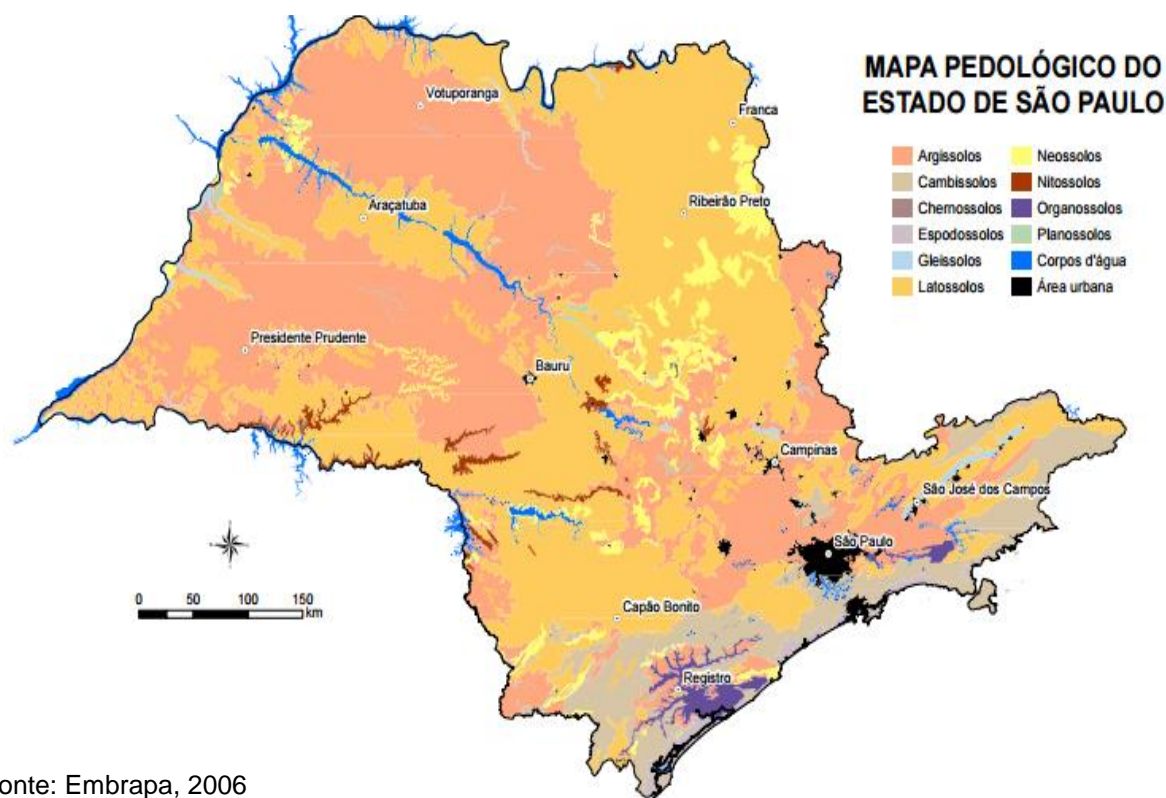 MAPA PEDOLÓGICO DO
ESTADO DE SÃO PAULO
Argissolos
Cambissolos
Chernossolos
Espodossolos
Gleissolos
Latossolos
Neossolos
Nitossolos
Organossolos
Planossolos
Corpos d'água
Área urbana
Votuporanga
Franca
Araçatuba
Ribeirão Preto
Presidente Prudente
Bauru
Campinas
São José dos Campos
São Paulo
Capão Bonito
Registro
0 50 100 150
km
onte: Embrapa, 2006